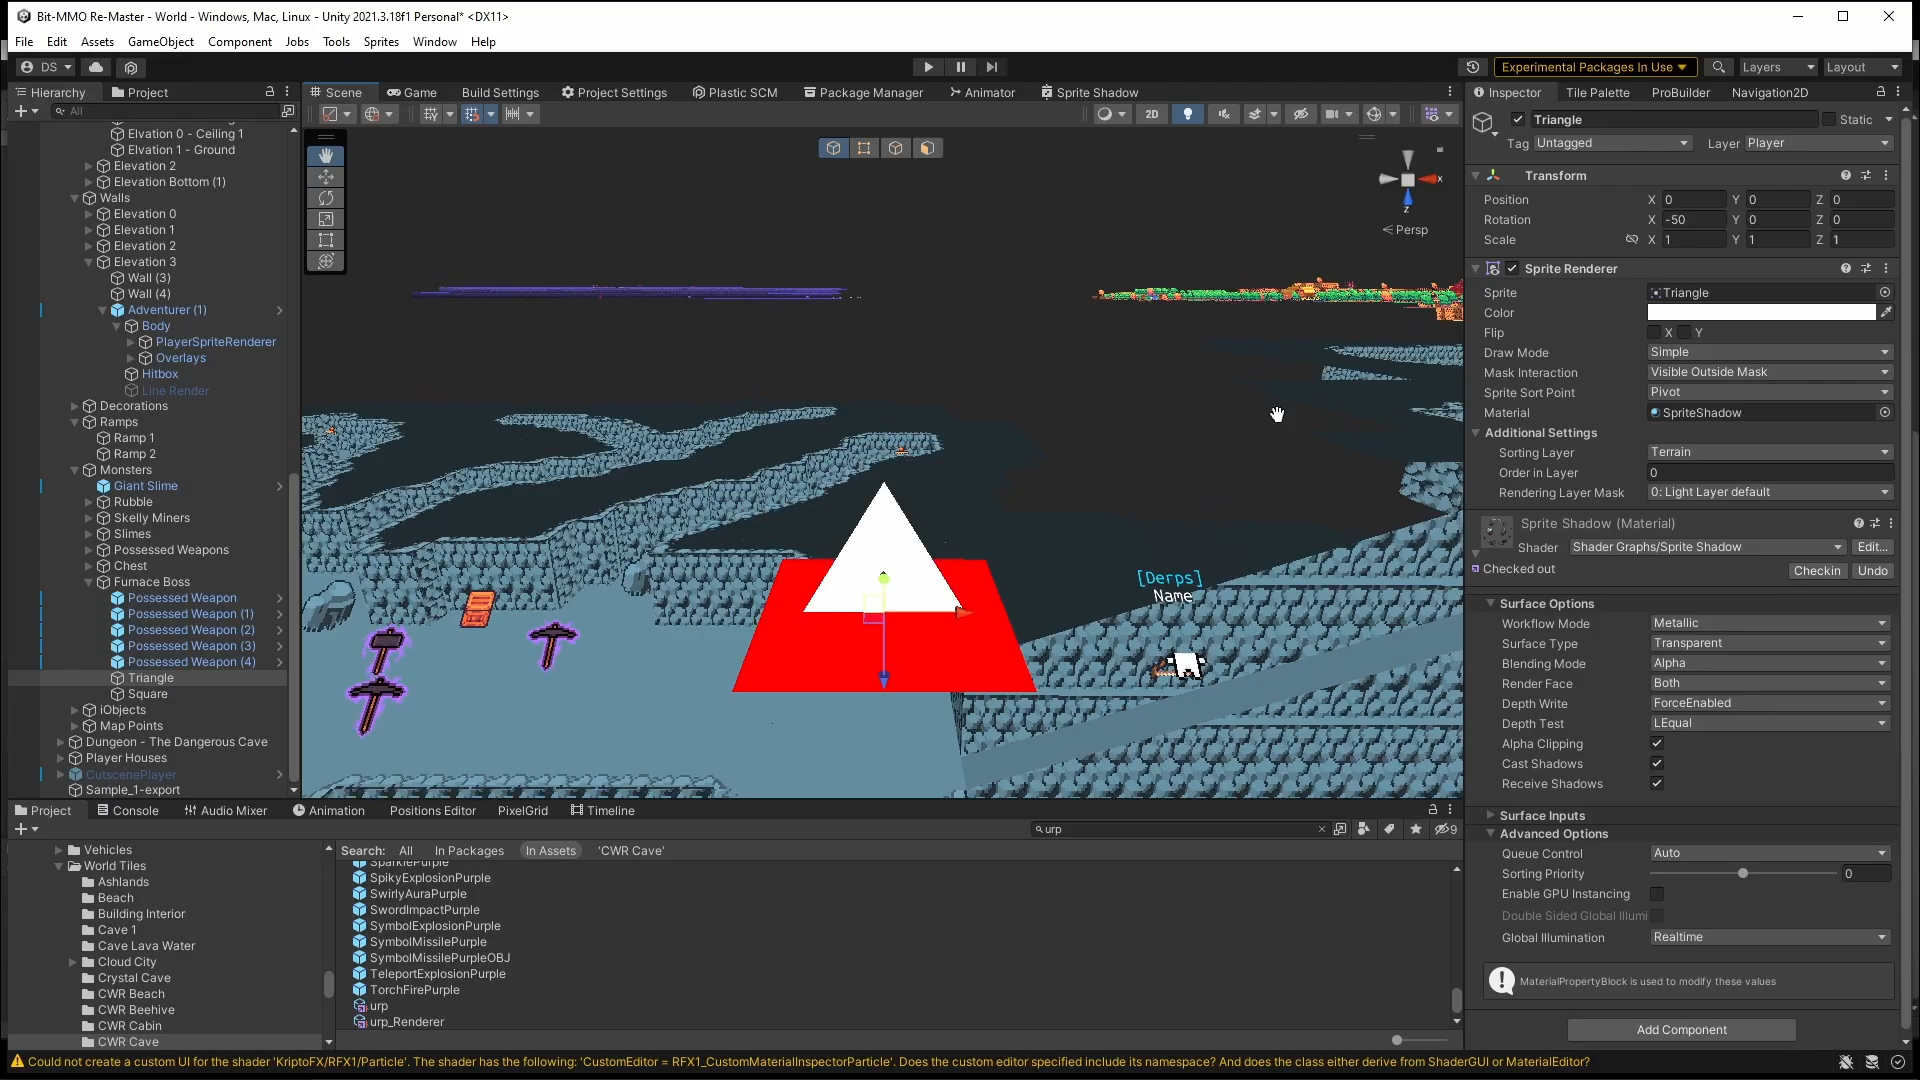 Bit-MMO Re-Master - World - Windows, Mac, Linux - Unity 2021.3.18f1 Personal* <DX11>
File Edit Assets GameObject Component Jobs Tools Sprites Window Help
DS Experimental Packages In Use Layers Layout
Hierarchy Project Scene Game Build Settings Project Settings Plastic SCM Package Manager Animator Sprite Shadow Inspector Tile Palette ProBuilder Navigation2D
All 2D
Elvation 0 - Ceiling 1
Elvation 1 - Ground
Elevation 2
Elevation Bottom (1)
Walls
Elevation 0
Elevation 1
Elevation 2
Elevation 3
Wall (3)
Wall (4)
Adventurer (1)
Body
PlayerSpriteRenderer
Overlays
Hitbox
Line Render
Decorations
Ramps
Ramp 1
Ramp 2
Monsters
Giant Slime
Rubble
Skelly Miners
Slimes
Possessed Weapons
Chest
Furnace Boss
Possessed Weapon
Possessed Weapon (1)
Possessed Weapon (2)
Possessed Weapon (3)
Possessed Weapon (4)
Triangle
Square
iObjects
Map Points
Dungeon - The Dangerous Cave
Player Houses
CutscenePlayer
Sample_1-export
x
z
Persp
[Derps]
Name
Triangle Static
Tag Untagged Layer Player
Transform
Position X 0 Y 0 Z 0
Rotation X -50 Y 0 Z 0
Scale X 1 Y 1 Z 1
Sprite Renderer
Sprite Triangle
Color
Flip X Y
Draw Mode Simple
Mask Interaction Visible Outside Mask
Sprite Sort Point Pivot
Material SpriteShadow
Additional Settings
Sorting Layer Terrain
Order in Layer 0
Rendering Layer Mask 0: Light Layer default
Sprite Shadow (Material)
Shader Shader Graphs/Sprite Shadow Edit...
Checked out Checkin Undo
Surface Options
Workflow Mode Metallic
Surface Type Transparent
Blending Mode Alpha
Render Face Both
Depth Write ForceEnabled
Depth Test LEqual
Alpha Clipping
Cast Shadows
Receive Shadows
Surface Inputs
Advanced Options
Queue Control Auto
Sorting Priority 0
Enable GPU Instancing
Double Sided Global Illumi
Global Illumination Realtime
MaterialPropertyBlock is used to modify these values
Add Component
Project Console Audio Mixer Animation Positions Editor PixelGrid Timeline
urp 9
Search: All In Packages In Assets 'CWR Cave'
Vehicles
World Tiles
Ashlands
Beach
Building Interior
Cave 1
Cave Lava Water
Cloud City
Crystal Cave
CWR Beach
CWR Beehive
CWR Cabin
CWR Cave
SparklePurple
SpikyExplosionPurple
SwirlyAuraPurple
SwordImpactPurple
SymbolExplosionPurple
SymbolMissilePurple
SymbolMissilePurpleOBJ
TeleportExplosionPurple
TorchFirePurple
urp
urp_Renderer
Could not create a custom UI for the shader 'KriptoFX/RFX1/Particle'. The shader has the following: 'CustomEditor = RFX1_CustomMaterialInspectorParticle'. Does the custom editor specified include its namespace? And does the class either derive from ShaderGUI or MaterialEditor?